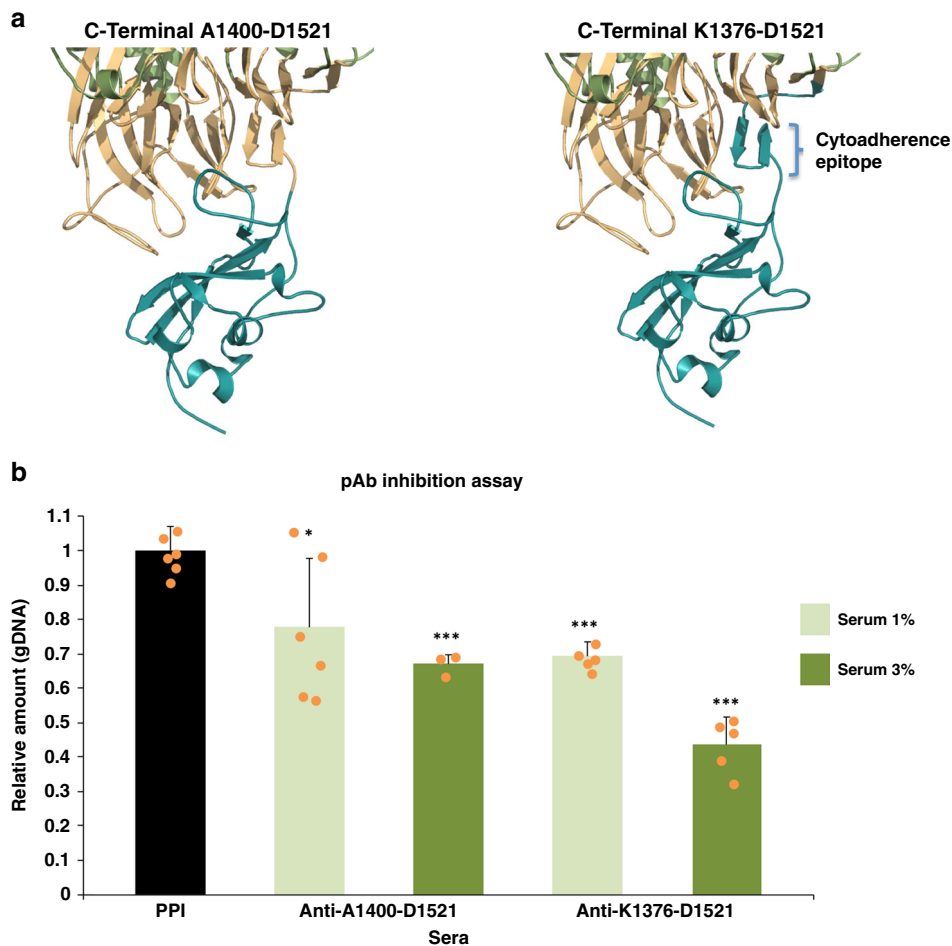 a
C-Terminal A1400-D1521
C-Terminal K1376-D1521
Cytoadherence
epitope
b
pAb inhibition assay
Relative amount (gDNA)
1.1
1
0.9
0.8
0.7
0.6
0.5
0.4
0.3
0.2
0.1
0
*
***
***
***
Serum 1%
Serum 3%
PPI
Anti-A1400-D1521
Anti-K1376-D1521
Sera